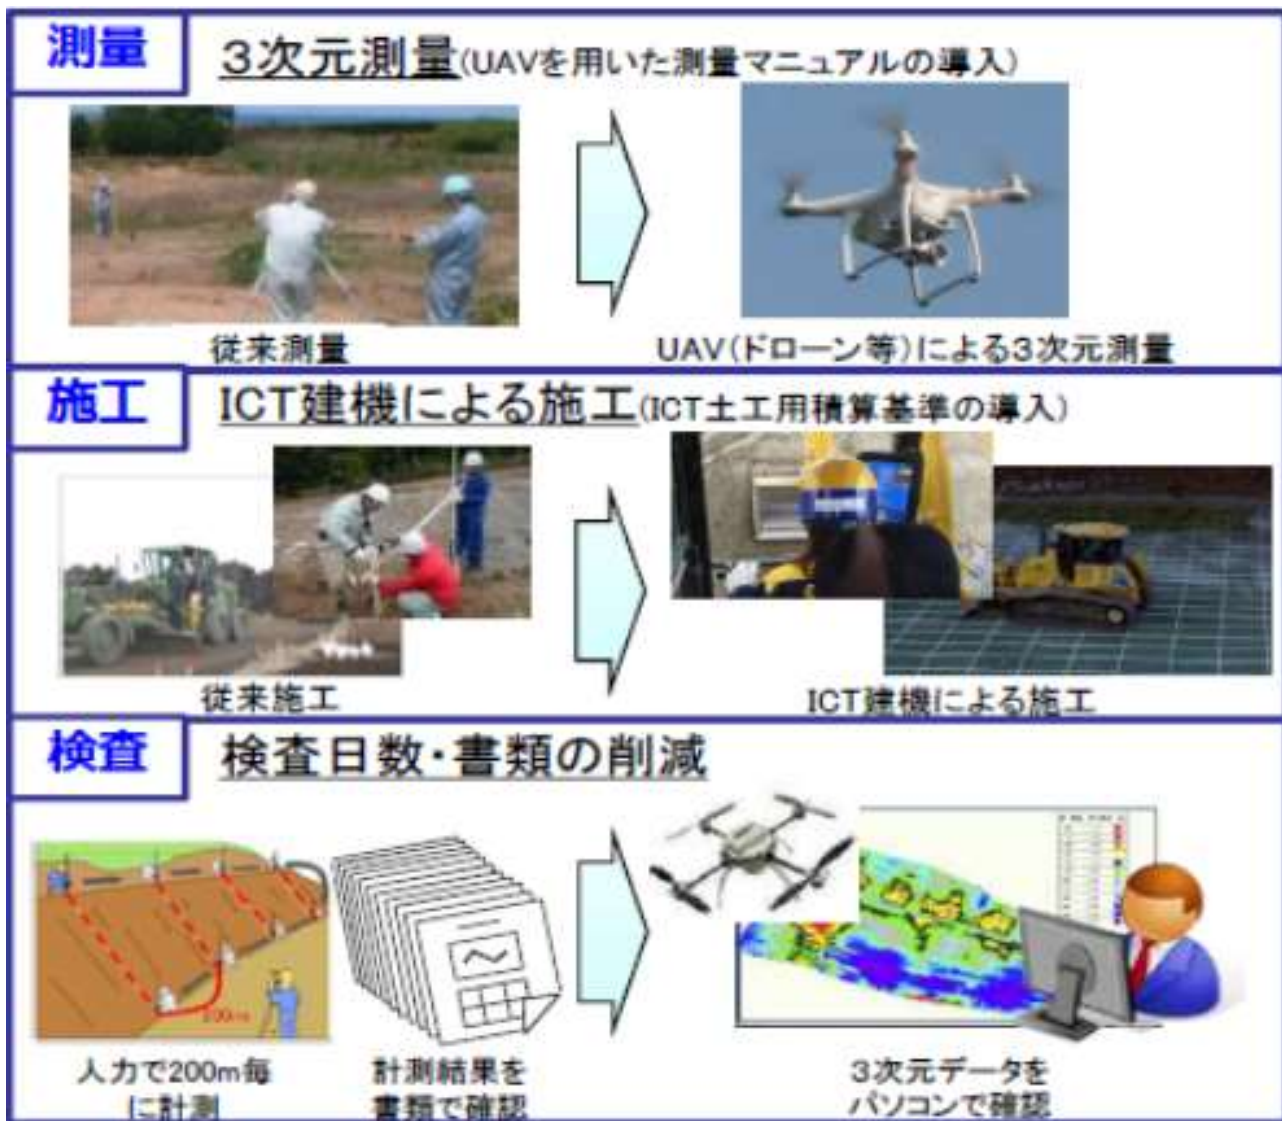 測量
3次元測量(UAVを用いた測量マニュアルの導入)
従来測量
UAV(ドローン等)による3次元測量
施工
ICT建機による施工(ICT土工用積算基準の導入)
従来施工
ICT建機による施工
検査
検査日数・書類の削減
200m
人力で200m毎
に計測
計測結果を
書類で確認
3次元データを
パソコンで確認